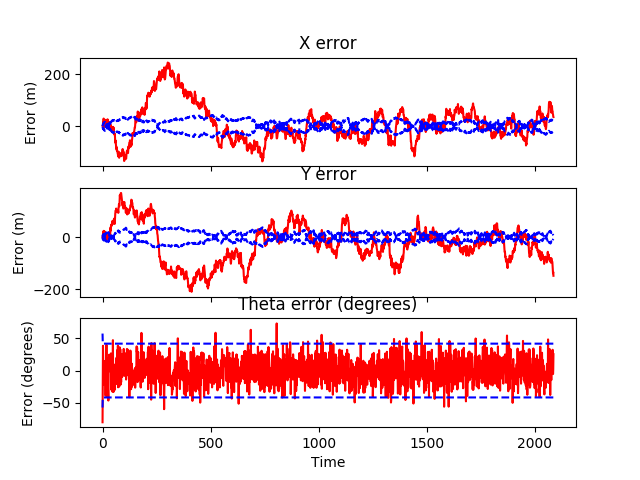 X error
200
0
Error (m)
Y error
0
−200
Error (m)
Theta error (degrees)
50
0
−50
Error (degrees)
0 500 1000 1500 2000
Time